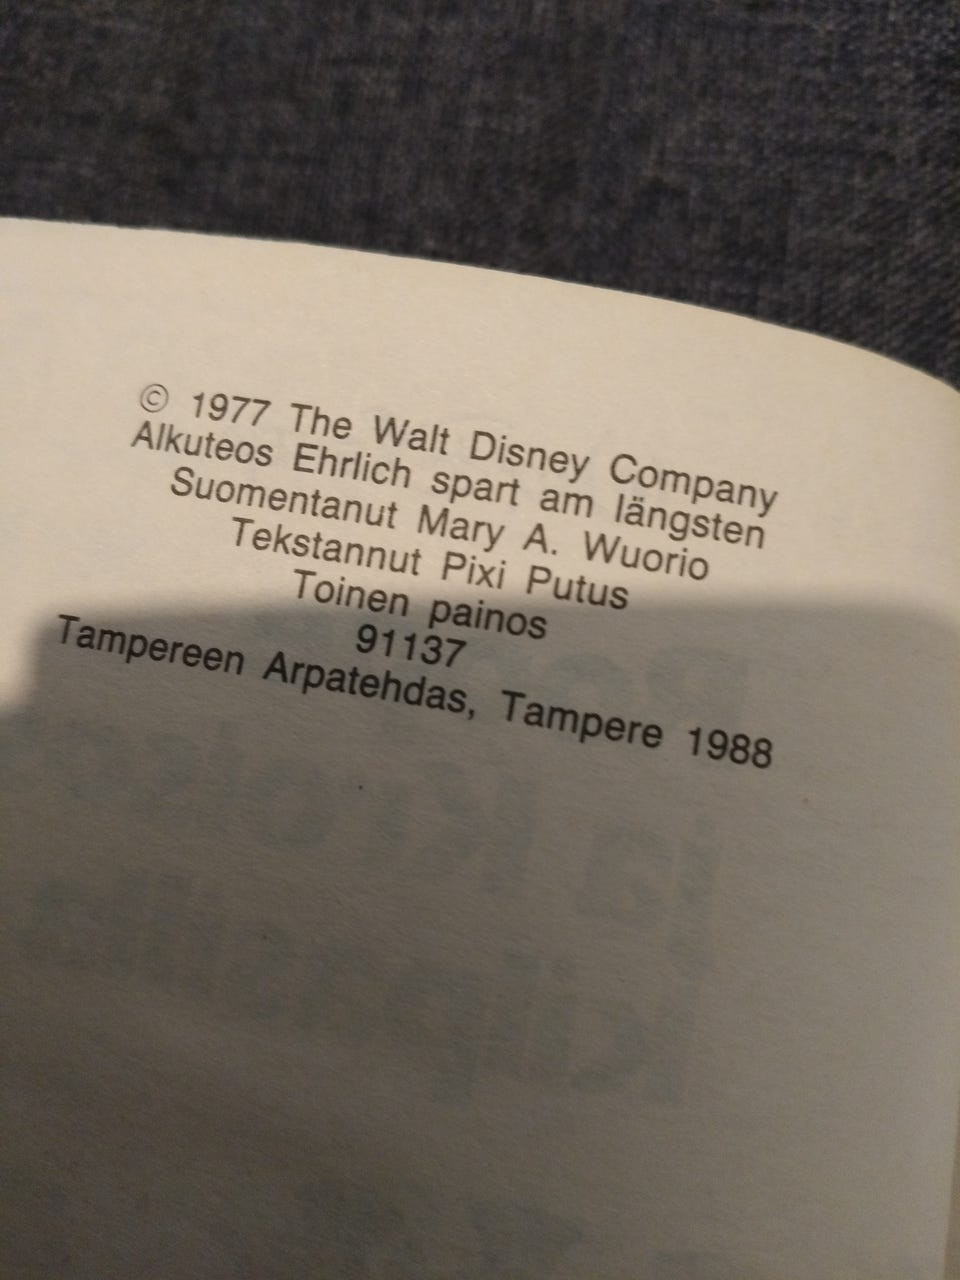 © 1977 The Walt Disney Company
Alkuteos Ehrlich spart am längsten
Suomentanut Mary A. Wuorio
Tekstannut Pixi Putus
Toinen painos
91137
Tampereen Arpatehdas, Tampere 1988